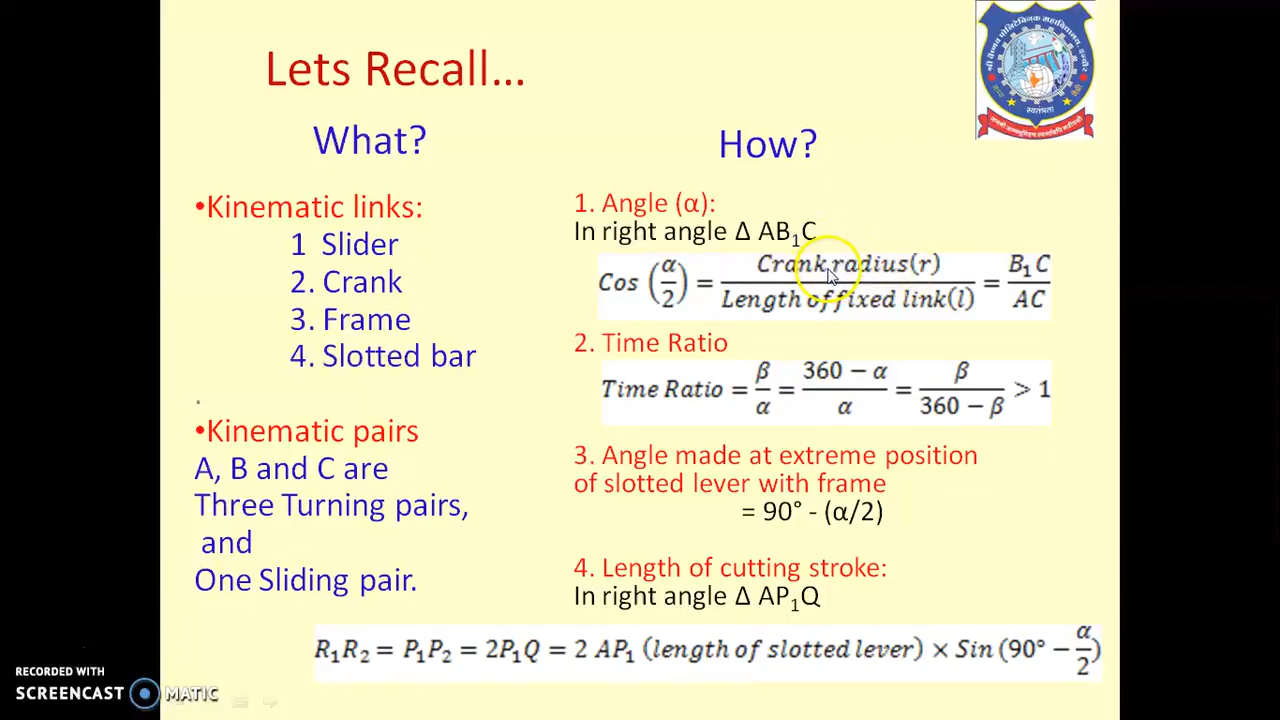 Lets Recall...
What?
•Kinematic links:
1 Slider
2. Crank
3. Frame
4. Slotted bar
.
•Kinematic pairs
A, B and C are
Three Turning pairs,
and
One Sliding pair.
How?
1. Angle (α):
In right angle Δ AB₁C
Cos (α/2) = Crank radius(r) / Length of fixed link(l) = B₁C / AC
2. Time Ratio
Time Ratio = β/α = (360 − α)/α = β/(360 − β) > 1
3. Angle made at extreme position
of slotted lever with frame
= 90° - (α/2)
4. Length of cutting stroke:
In right angle Δ AP₁Q
R₁R₂ = P₁P₂ = 2P₁Q = 2 AP₁ (length of slotted lever) × Sin (90° − α/2)
RECORDED WITH
SCREENCAST MATIC